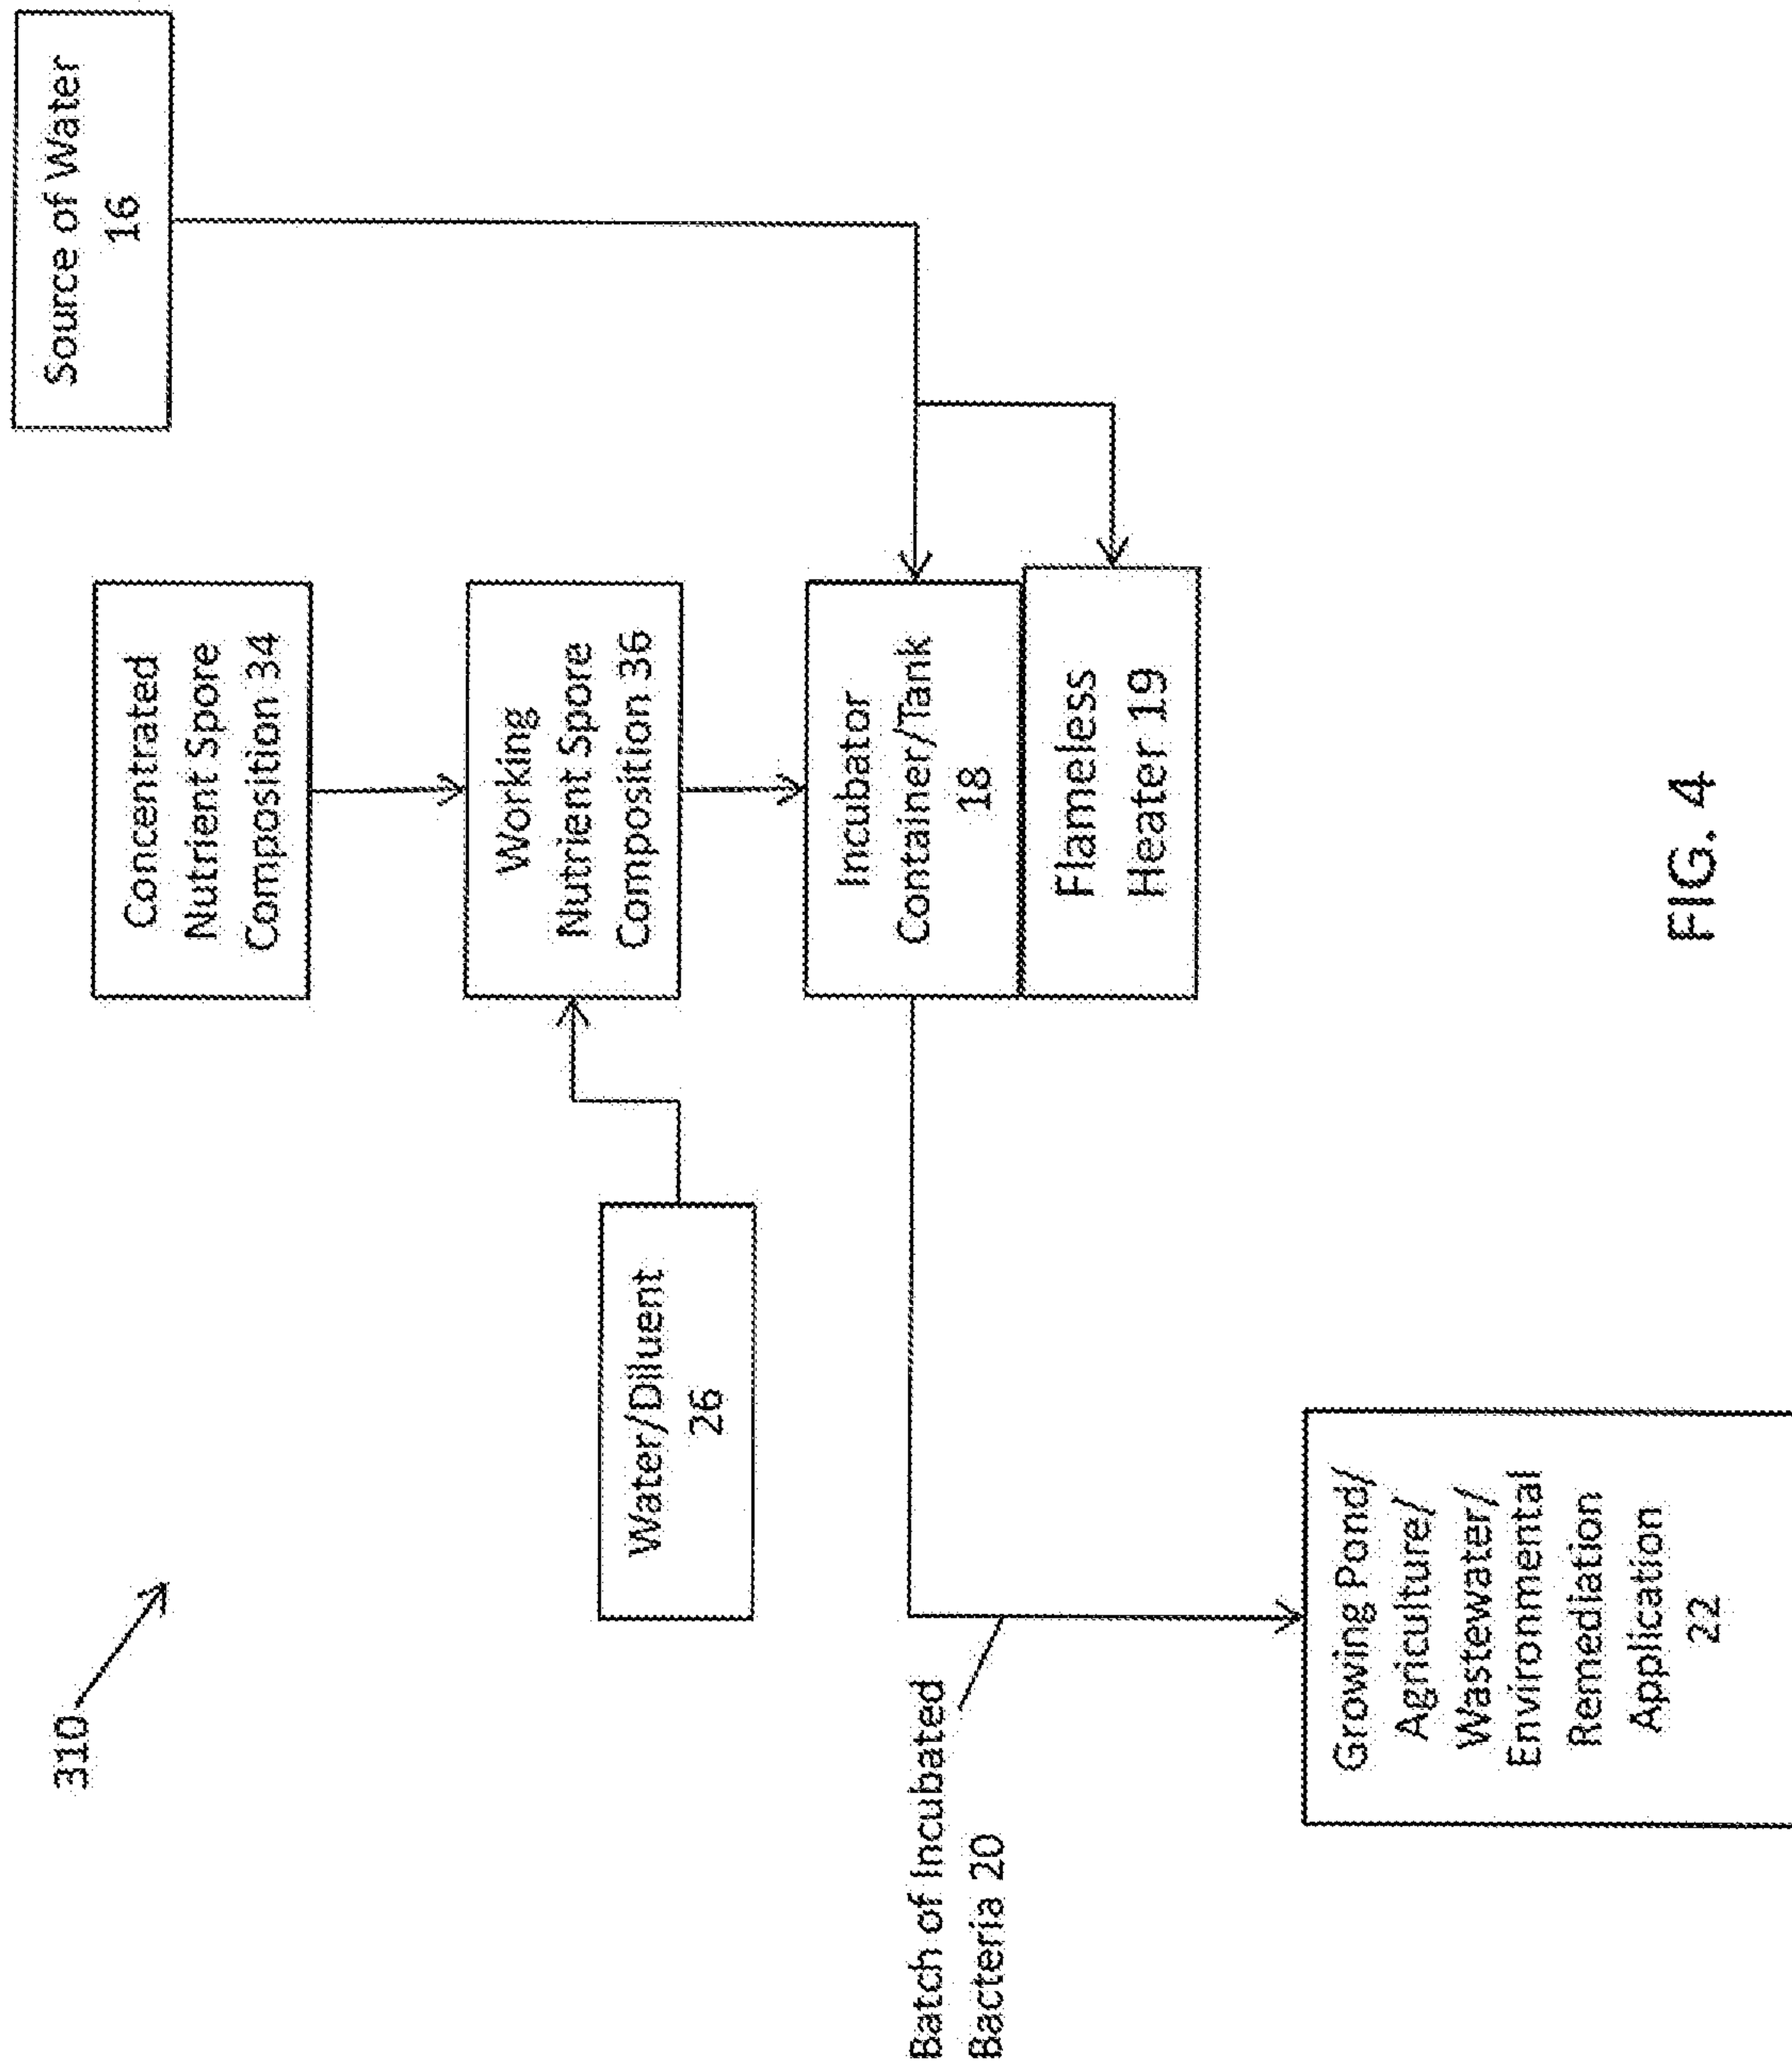 310
Source of Water
16
Concentrated
Nutrient Spore
Composition 34
Working
Nutrient Spore
Composition 36
Water/Diluent
26
Incubator
Container/Tank
18
Flameless
Heater 19
Batch of Incubated
Bacteria 20
Growing Pond/
Agriculture/
Wastewater/
Environmental
Remediation
Application
22
FIG. 4